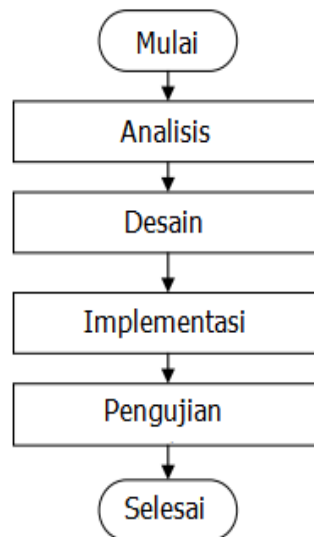 Mulai
Analisis
Desain
Implementasi
Pengujian
Selesai